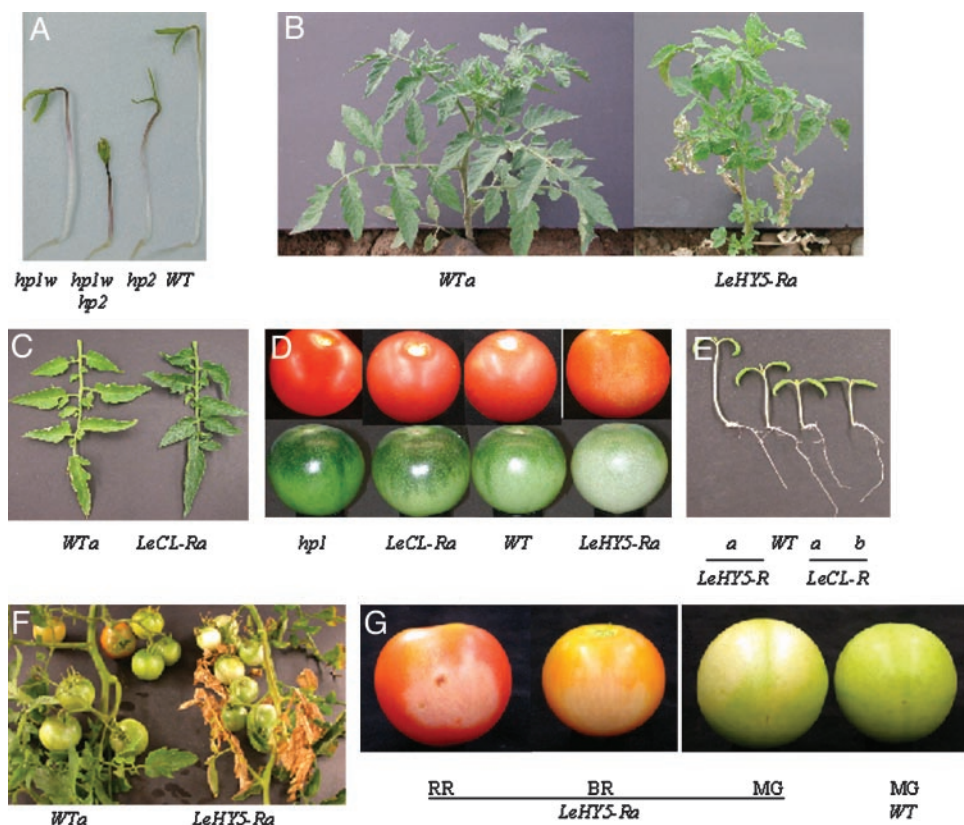 A
hp1w hp1w hp2 WT
hp2
B
WTa LeHY5-Ra
C
WTa LeCL-Ra
D
hp1 LeCL-Ra WT LeHY5-Ra
E
a WT a b
LeHY5-R LeCL-R
F
WTa LeHY5-Ra
G
RR BR MG MG
LeHY5-Ra WT